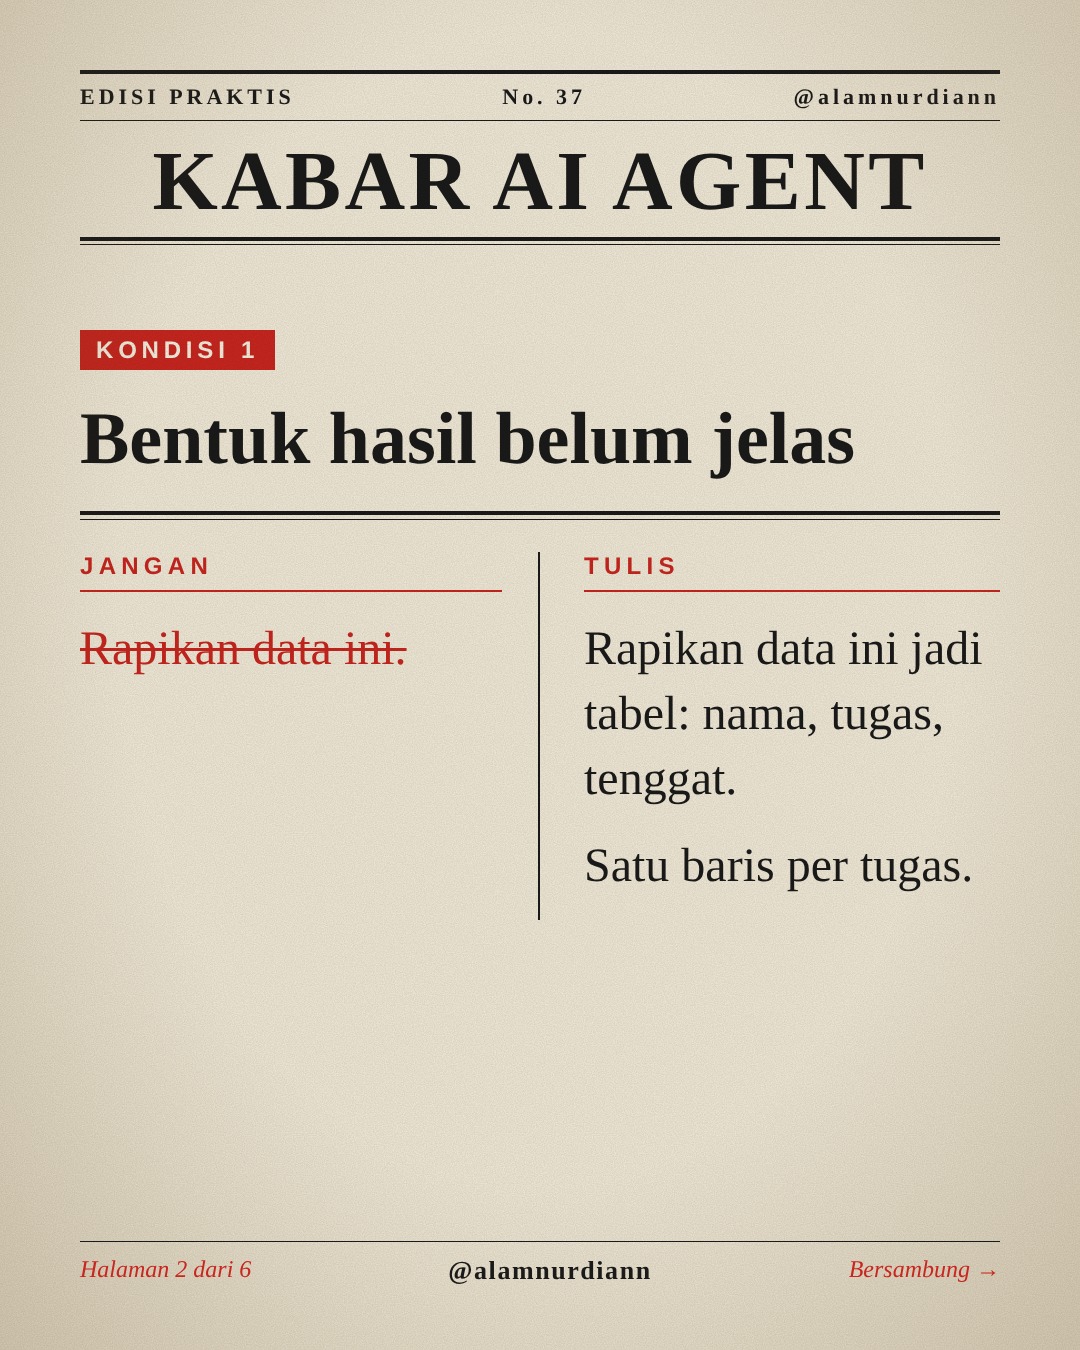 EDISI PRAKTIS
No. 37
@alamnurdiann
KABAR AI AGENT
KONDISI 1
Bentuk hasil belum jelas
JANGAN
Rapikan data ini.
TULIS
Rapikan data ini jadi
tabel: nama, tugas,
tenggat.
Satu baris per tugas.
Halaman 2 dari 6
@alamnurdiann
Bersambung →